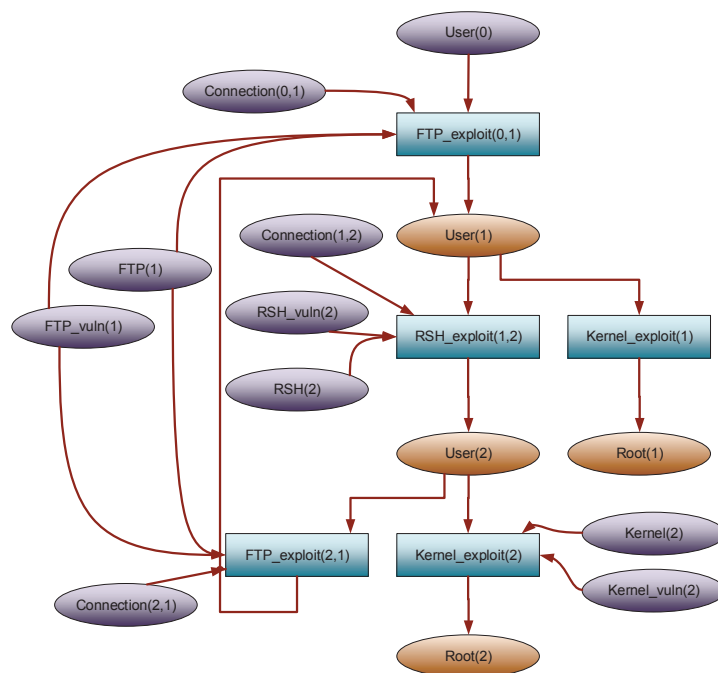 User(0)
Connection(0,1)
FTP_exploit(0,1)
User(1)
Connection(1,2)
FTP(1)
RSH_vuln(2)
FTP_vuln(1)
RSH_exploit(1,2)
Kernel_exploit(1)
RSH(2)
User(2)
Root(1)
Kernel(2)
FTP_exploit(2,1)
Kernel_exploit(2)
Kernel_vuln(2)
Connection(2,1)
Root(2)